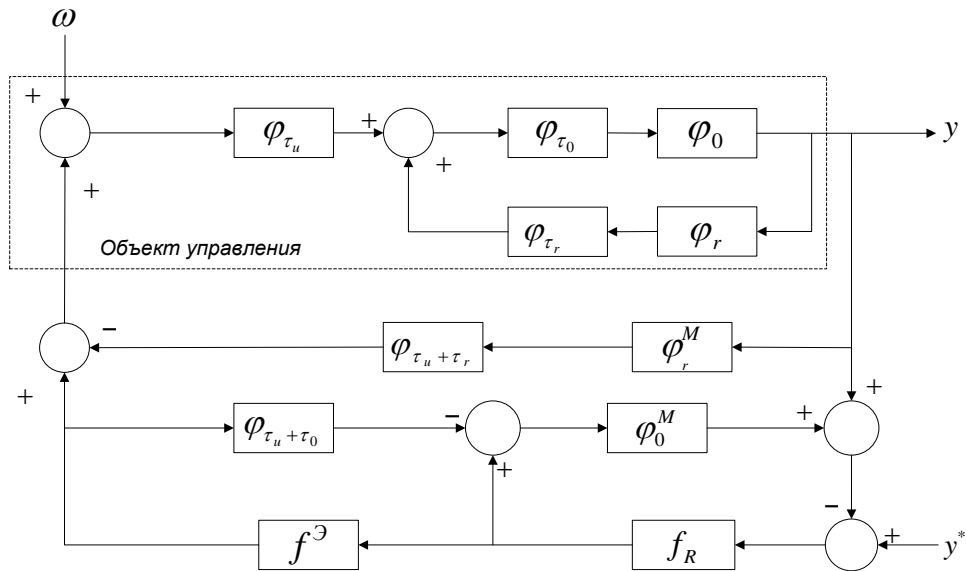 ω
+
+
φ_{τ_u}
+
+
φ_{τ_0}
φ_0
y
φ_{τ_r}
φ_r
Объект управления
−
+
φ_{τ_u+τ_r}
φ_r^M
φ_{τ_u+τ_0}
−
+
φ_0^M
+
+
−
+
f^Э
f_R
y^*